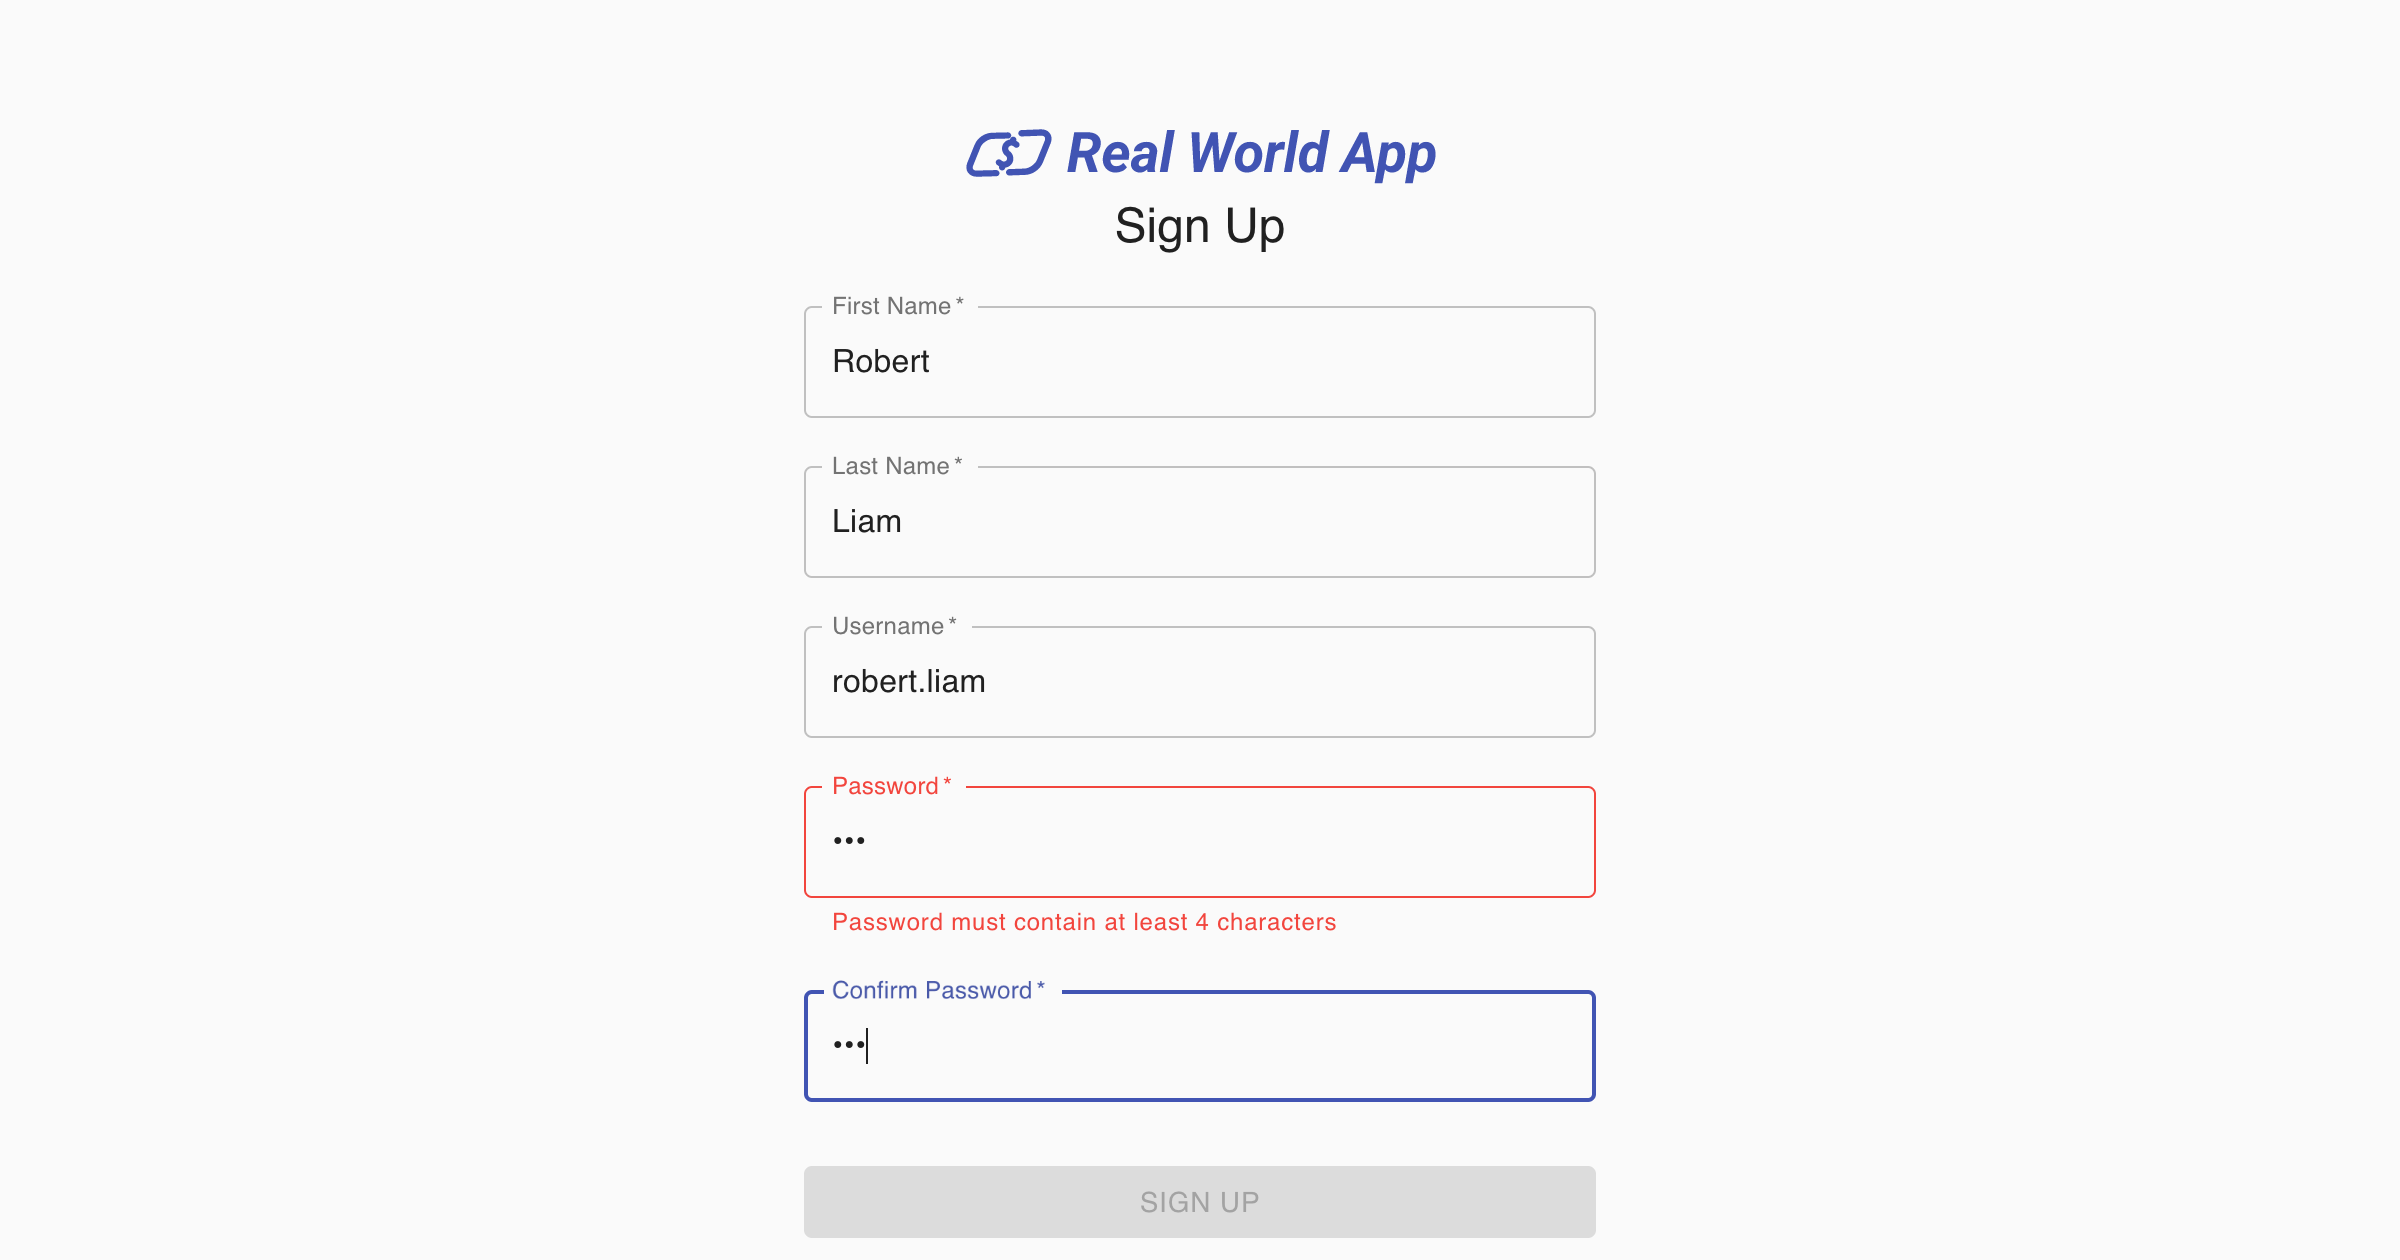 Real World App
Sign Up
First Name *
Robert
Last Name *
Liam
Username *
robert.liam
Password *
•••
Password must contain at least 4 characters
Confirm Password *
•••
SIGN UP